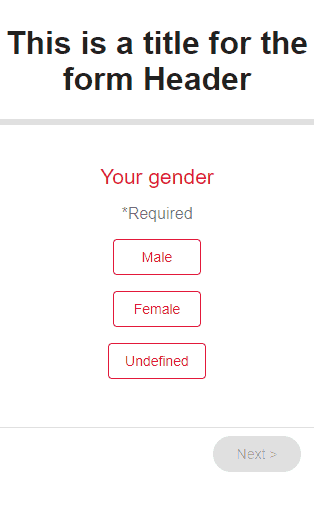 This is a title for the
form Header
Your gender
*Required
Male
Female
Undefined
Next >